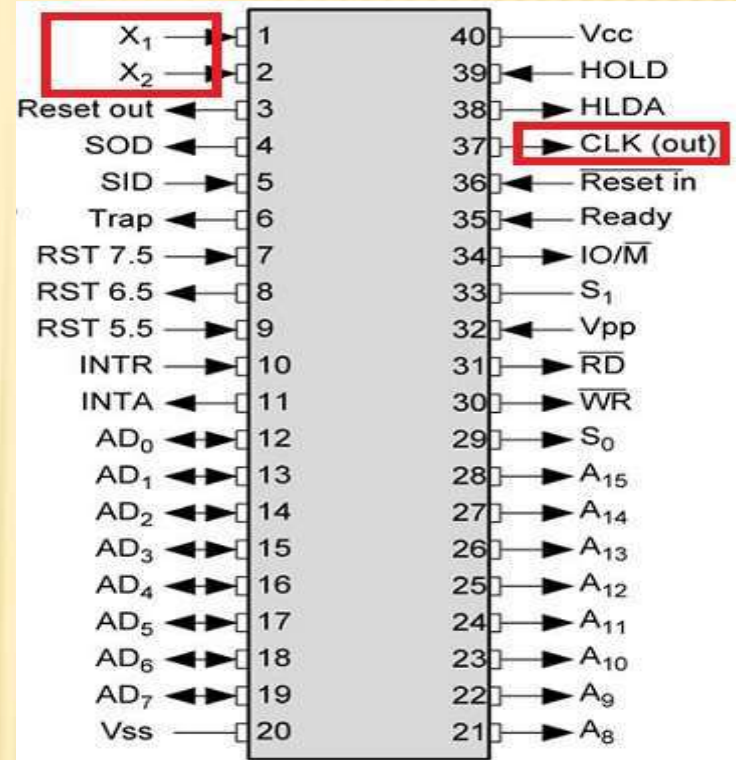 X₁ 1 40 Vcc
X₂ 2 39 HOLD
Reset out 3 38 HLDA
SOD 4 37 CLK (out)
SID 5 36 R̅e̅s̅e̅t̅ ̅i̅n̅
Trap 6 35 Ready
RST 7.5 7 34 IO/M̅
RST 6.5 8 33 S₁
RST 5.5 9 32 Vpp
INTR 10 31 R̅D̅
INTA 11 30 W̅R̅
AD₀ 12 29 S₀
AD₁ 13 28 A₁₅
AD₂ 14 27 A₁₄
AD₃ 15 26 A₁₃
AD₄ 16 25 A₁₂
AD₅ 17 24 A₁₁
AD₆ 18 23 A₁₀
AD₇ 19 22 A₉
Vss 20 21 A₈